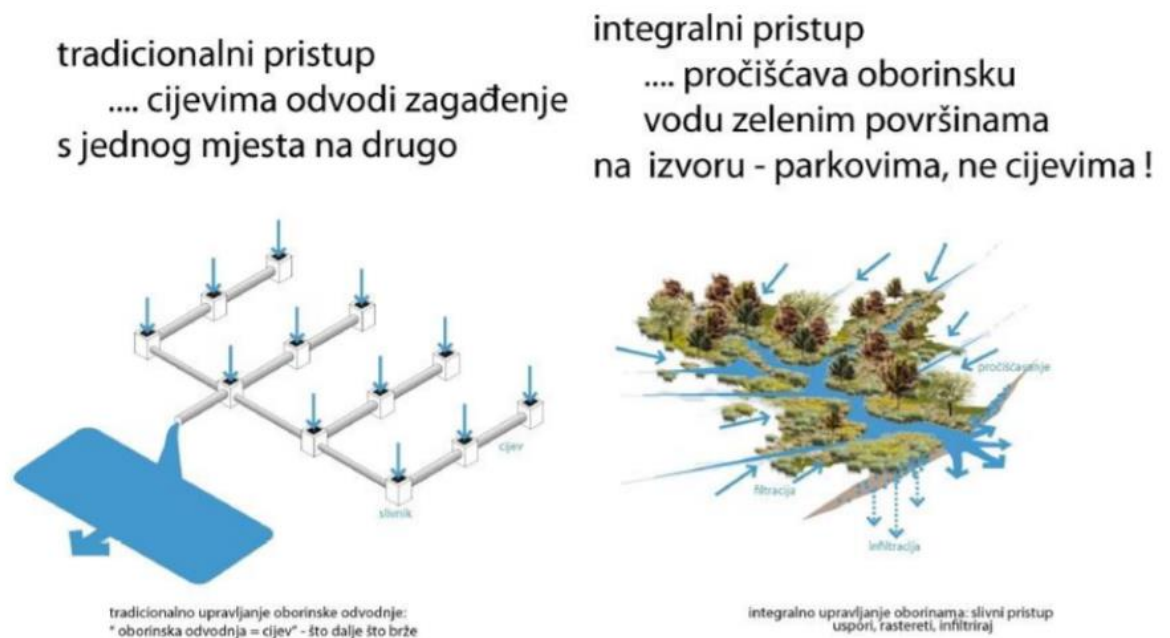 tradicionalni pristup
.... cijevima odvodi zagađenje
s jednog mjesta na drugo
integralni pristup
.... pročišćava oborinsku
vodu zelenim površinama
na izvoru - parkovima, ne cijevima !
cijev
slivnik
pročišćavanje
filtracija
infiltracija
tradicionalno upravljanje oborinske odvodnje:
" oborinska odvodnja = cijev" - što dalje što brže
integralno upravljanje oborinama: slivni pristup
uspori, rastereti, infiltriraj